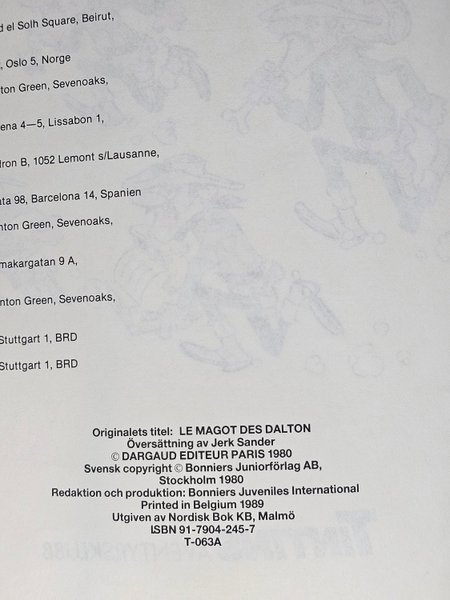 d el Solh Square, Beirut,
, Oslo 5, Norge
nton Green, Sevenoaks,
ena 4—5, Lissabon 1,
dron B, 1052 Lemont s/Lausanne,
ata 98, Barcelona 14, Spanien
nton Green, Sevenoaks,
makargatan 9 A,
nton Green, Sevenoaks,
Stuttgart 1, BRD
Stuttgart 1, BRD
Originalets titel: LE MAGOT DES DALTON
Översättning av Jerk Sander
© DARGAUD EDITEUR PARIS 1980
Svensk copyright © Bonniers Juniorförlag AB,
Stockholm 1980
Redaktion och produktion: Bonniers Juveniles International
Printed in Belgium 1989
Utgiven av Nordisk Bok KB, Malmö
ISBN 91-7904-245-7
T-063A